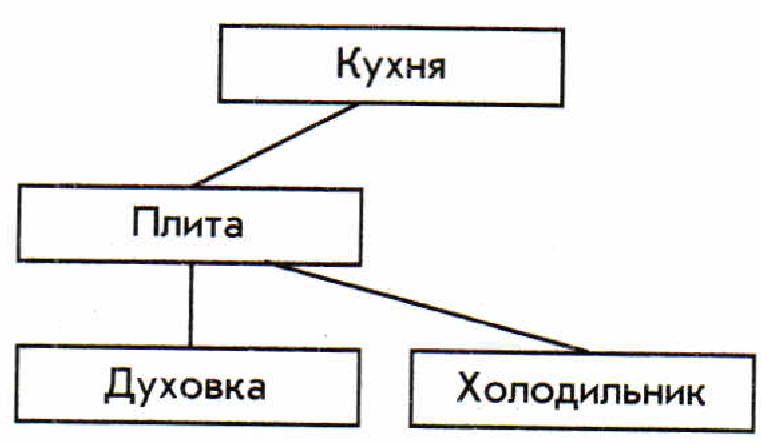 Кухня
Плита
Духовка
Холодильник